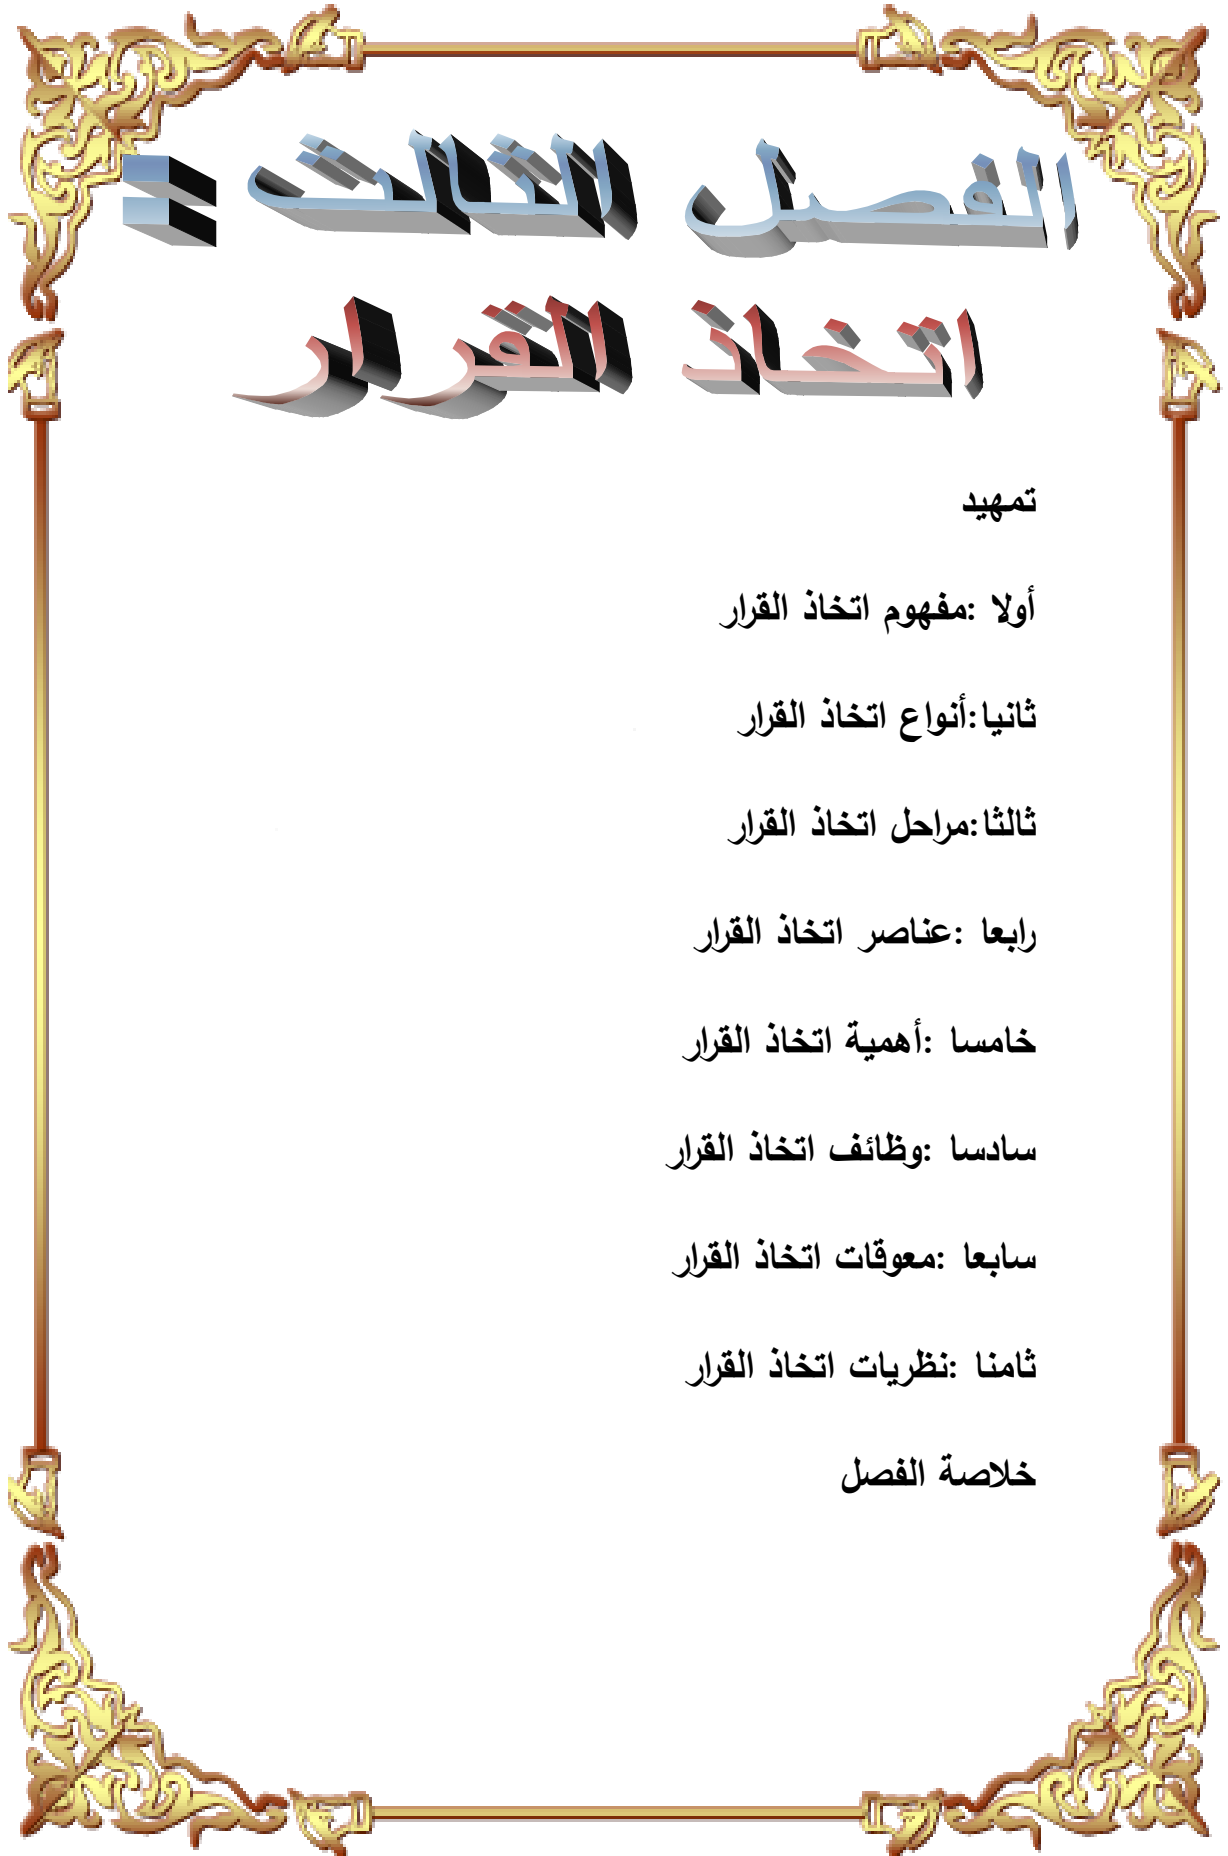 الفصل الثالث :
اتخاذ القرار
تمهيد
أولا :مفهوم اتخاذ القرار
ثانيا:أنواع اتخاذ القرار
ثالثا:مراحل اتخاذ القرار
رابعا :عناصر اتخاذ القرار
خامسا :أهمية اتخاذ القرار
سادسا :وظائف اتخاذ القرار
سابعا :معوقات اتخاذ القرار
ثامنا :نظريات اتخاذ القرار
خلاصة الفصل